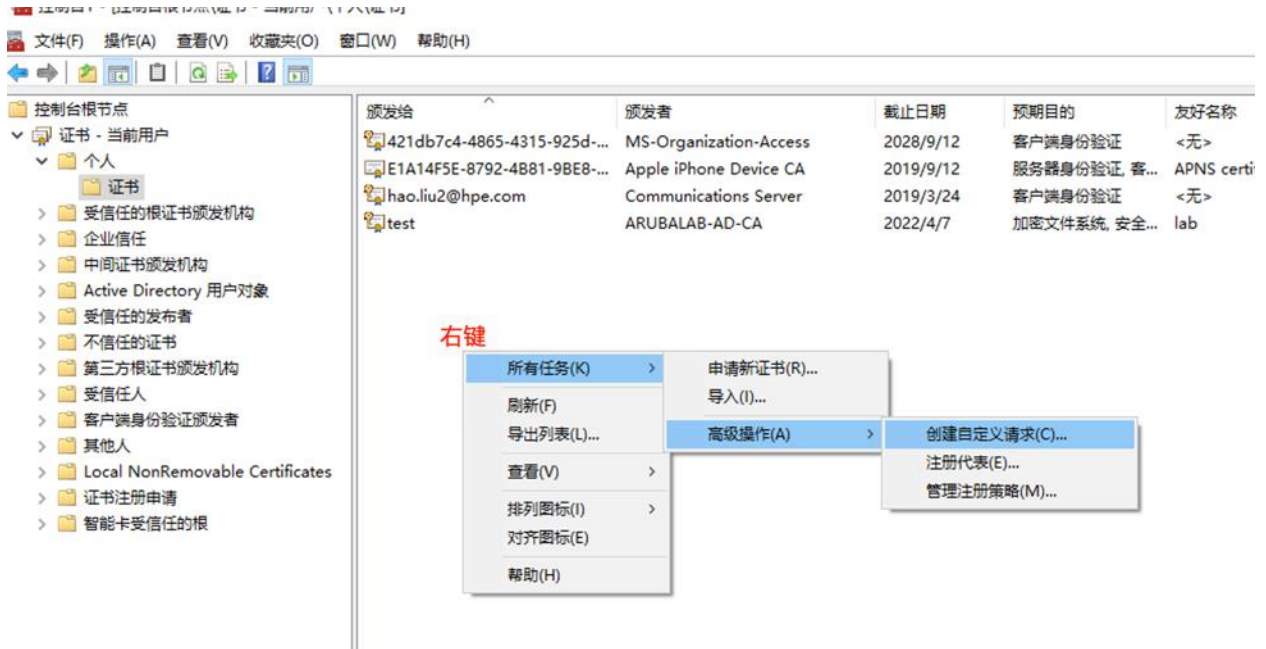 文件(F) 操作(A) 查看(V) 收藏夹(O) 窗口(W) 帮助(H)
控制台根节点
证书 - 当前用户
个人
证书
受信任的根证书颁发机构
企业信任
中间证书颁发机构
Active Directory 用户对象
受信任的发布者
不信任的证书
第三方根证书颁发机构
受信任人
客户端身份验证颁发者
其他人
Local NonRemovable Certificates
证书注册申请
智能卡受信任的根
颁发给 颁发者 截止日期 预期目的 友好名称
421db7c4-4865-4315-925d-... MS-Organization-Access 2028/9/12 客户端身份验证 <无>
E1A14F5E-8792-4B81-9BE8-... Apple iPhone Device CA 2019/9/12 服务器身份验证, 客... APNS certi
hao.liu2@hpe.com Communications Server 2019/3/24 客户端身份验证 <无>
test ARUBALAB-AD-CA 2022/4/7 加密文件系统, 安全... lab
右键
所有任务(K)
刷新(F)
导出列表(L)...
查看(V)
排列图标(I)
对齐图标(E)
帮助(H)
申请新证书(R)...
导入(I)...
高级操作(A)
创建自定义请求(C)...
注册代表(E)...
管理注册策略(M)...